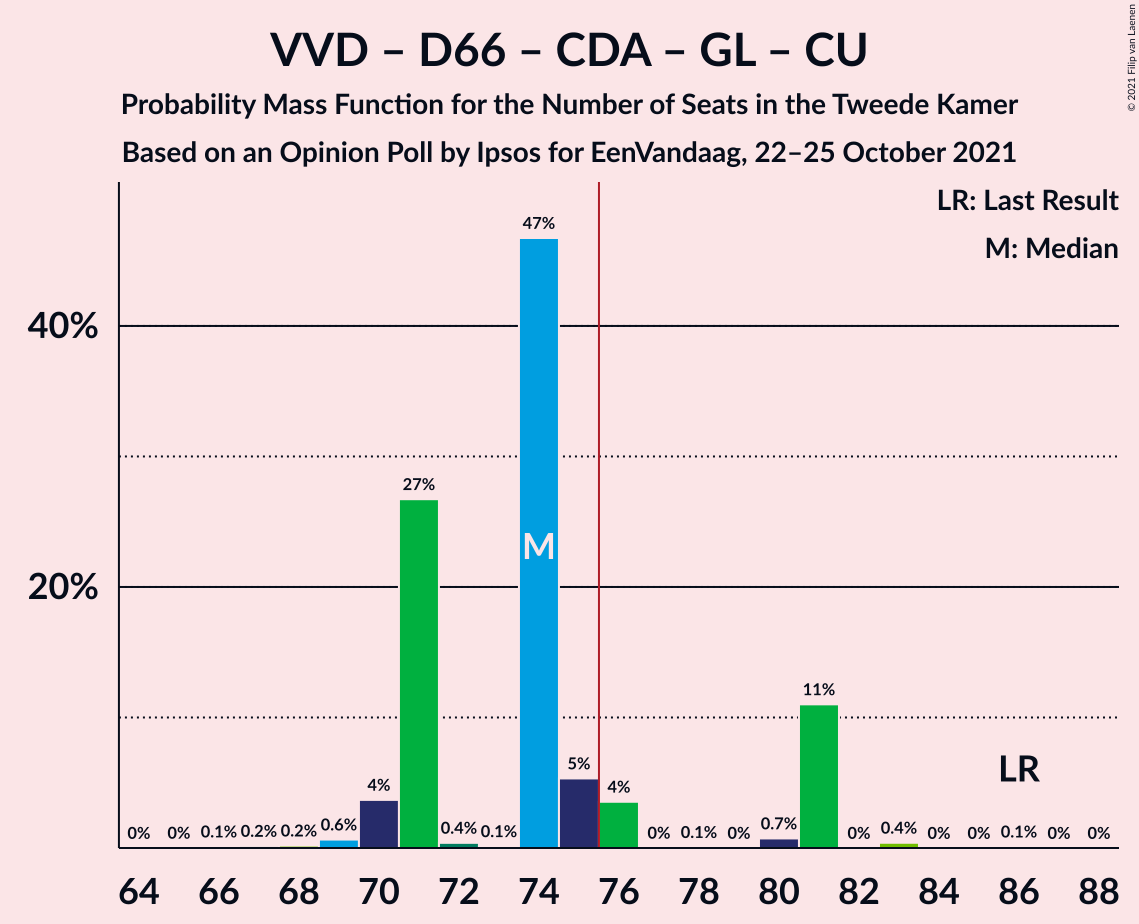 VVD – D66 – CDA – GL – CU
Probability Mass Function for the Number of Seats in the Tweede Kamer
Based on an Opinion Poll by Ipsos for EenVandaag, 22–25 October 2021
© 2021 Filip van Laenen
LR: Last Result
M: Median
47%
40%
27%
M
20%
11%
LR
5%
4%
4%
0% 0% 0.1% 0.2% 0.2% 0.6% 0.4% 0.1% 0% 0.1% 0% 0.7% 0% 0.4% 0% 0% 0.1% 0% 0%
64 66 68 70 72 74 76 78 80 82 84 86 88